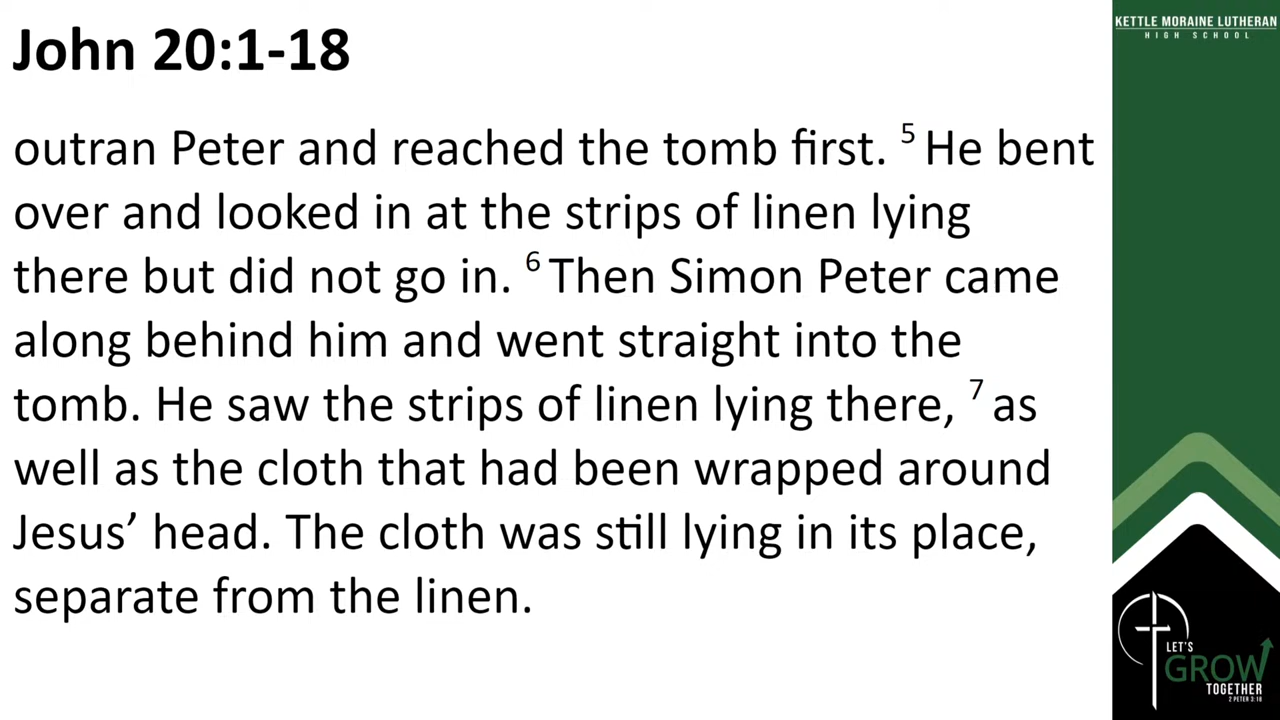 John 20:1-18
outran Peter and reached the tomb first. 5 He bent
over and looked in at the strips of linen lying
there but did not go in. 6 Then Simon Peter came
along behind him and went straight into the
tomb. He saw the strips of linen lying there, 7 as
well as the cloth that had been wrapped around
Jesus’ head. The cloth was still lying in its place,
separate from the linen.
KETTLE MORAINE LUTHERAN
HIGH SCHOOL
LET'S
GROW
TOGETHER
2 PETER 3:18